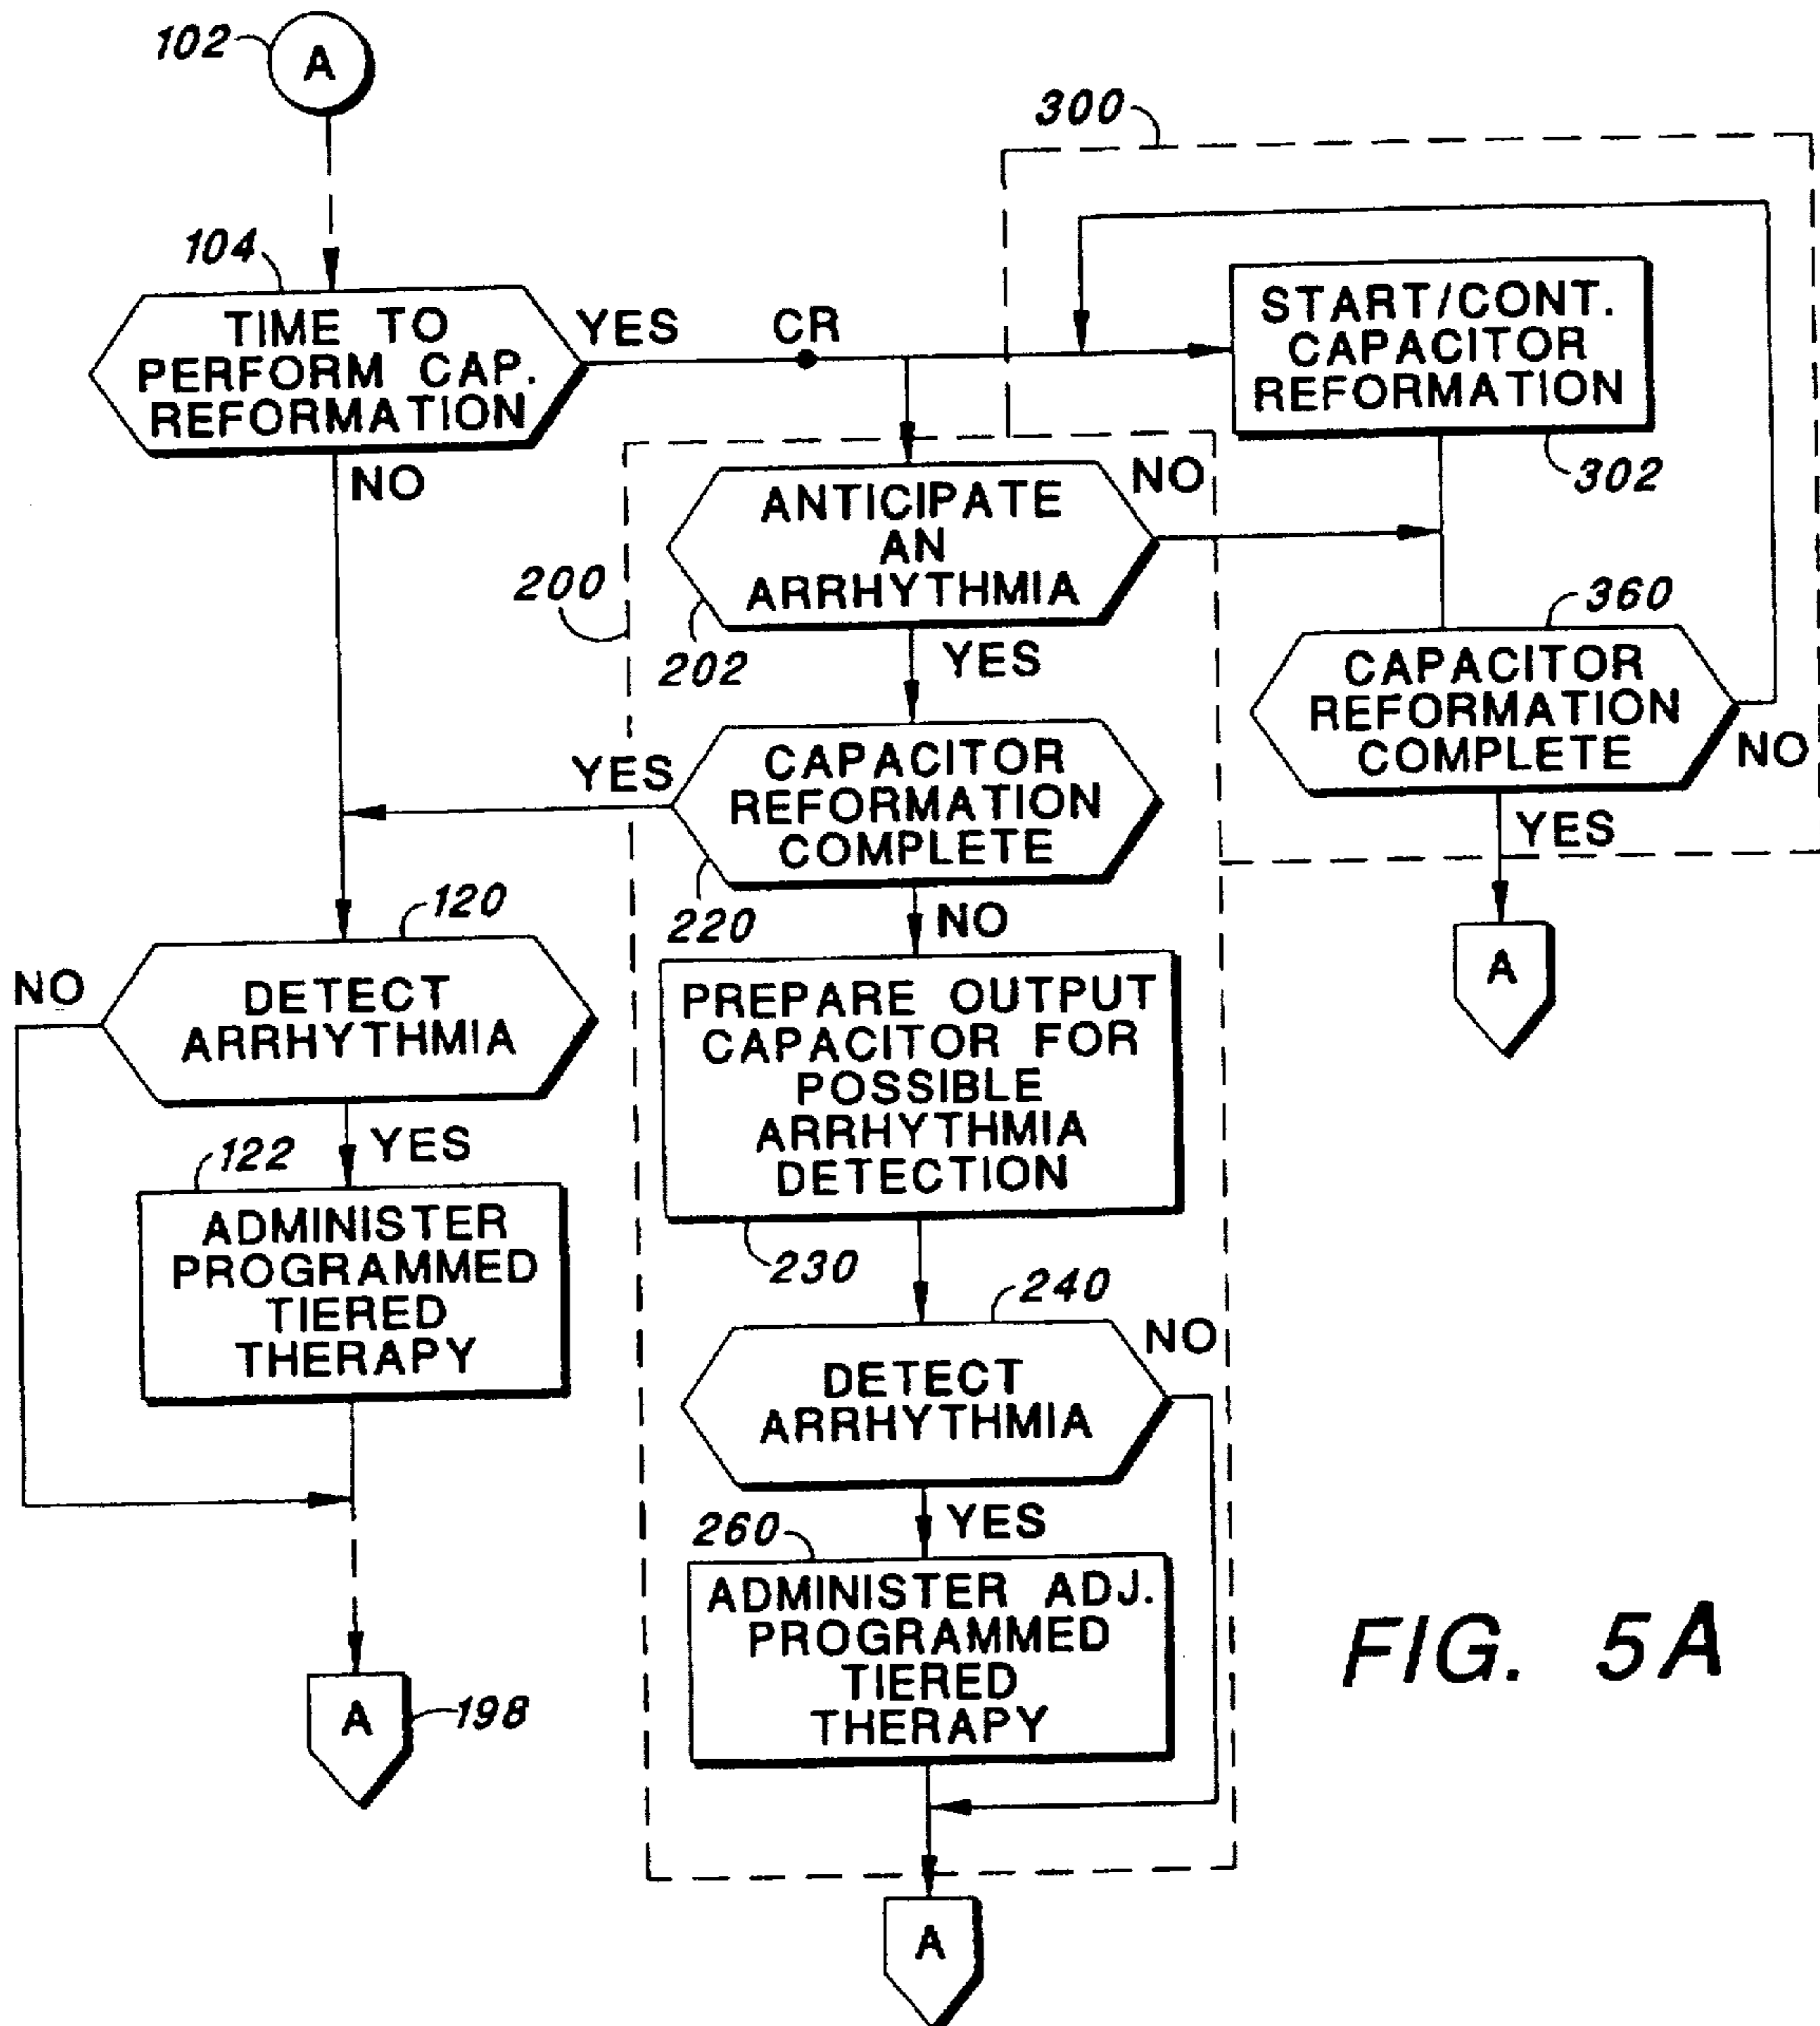 102
A
300
104
TIME TO
PERFORM CAP.
REFORMATION
YES
CR
NO
START/CONT.
CAPACITOR
REFORMATION
302
ANTICIPATE
AN
ARRHYTHMIA
NO
200
202
YES
360
CAPACITOR
REFORMATION
COMPLETE
NO
YES
A
YES
CAPACITOR
REFORMATION
COMPLETE
220
NO
120
NO
DETECT
ARRHYTHMIA
YES
122
ADMINISTER
PROGRAMMED
TIERED
THERAPY
A
198
PREPARE OUTPUT
CAPACITOR FOR
POSSIBLE
ARRHYTHMIA
DETECTION
230
240
NO
DETECT
ARRHYTHMIA
YES
260
ADMINISTER ADJ.
PROGRAMMED
TIERED
THERAPY
A
FIG. 5A